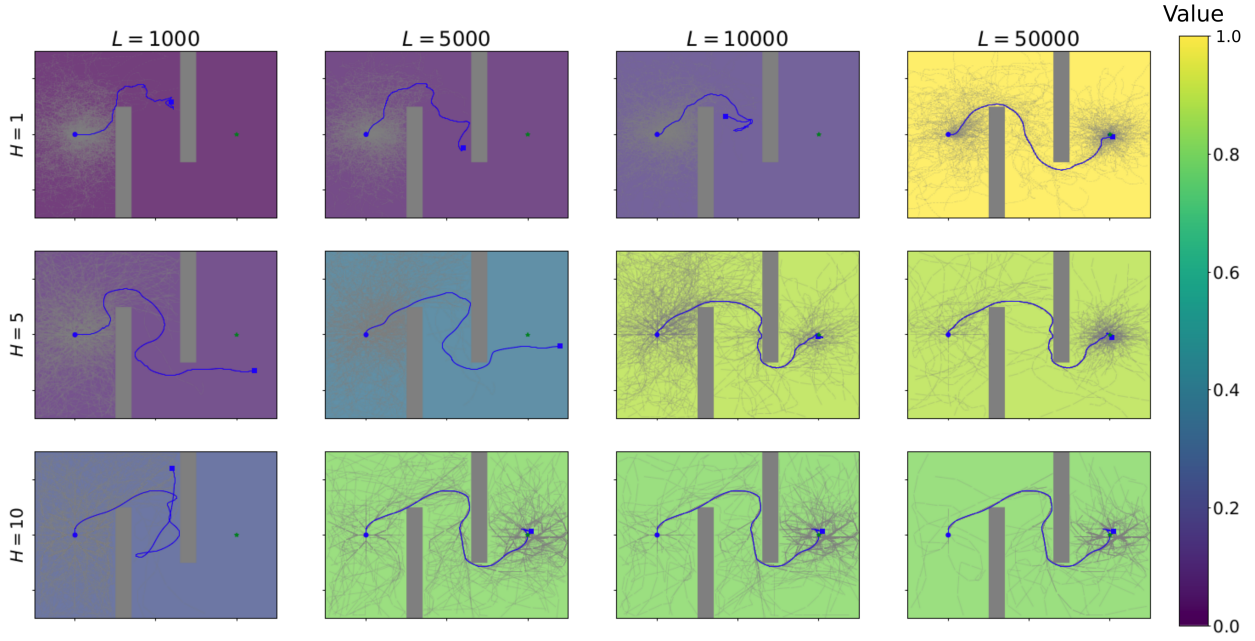 Value
L = 1000
L = 5000
L = 10000
L = 50000
1.0
H = 1
0.8
0.6
H = 5
0.4
0.2
H = 10
0.0